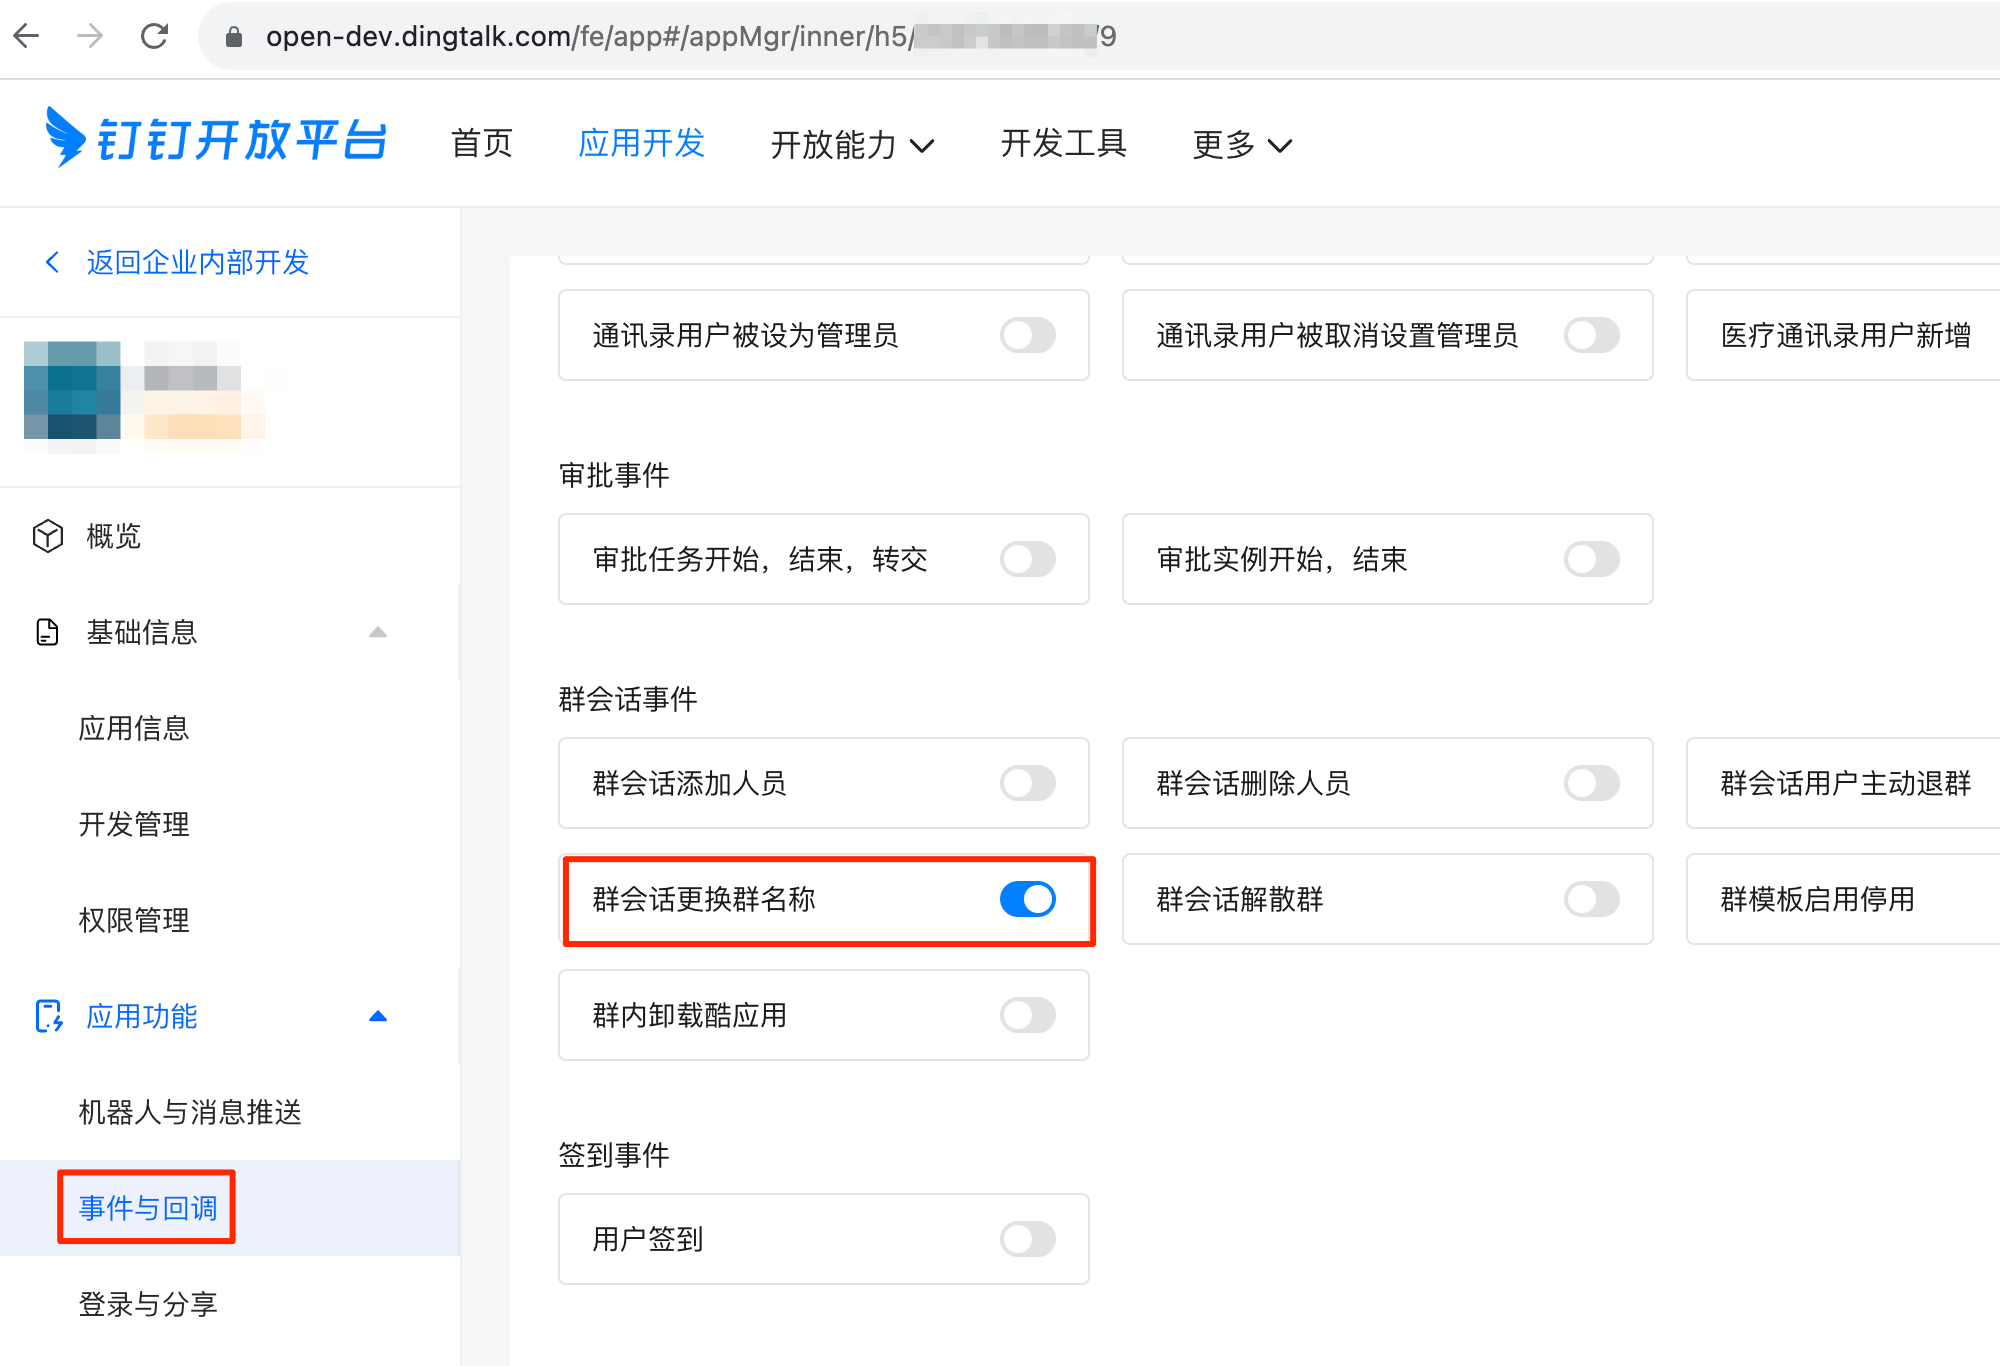 open-dev.dingtalk.com/fe/app#/appMgr/inner/h5/ 9
钉钉开放平台
首页
应用开发
开放能力
开发工具
更多
返回企业内部开发
概览
基础信息
应用信息
开发管理
权限管理
应用功能
机器人与消息推送
事件与回调
登录与分享
通讯录用户被设为管理员
通讯录用户被取消设置管理员
医疗通讯录用户新增
审批事件
审批任务开始，结束，转交
审批实例开始，结束
群会话事件
群会话添加人员
群会话删除人员
群会话用户主动退群
群会话更换群名称
群会话解散群
群模板启用停用
群内卸载酷应用
签到事件
用户签到